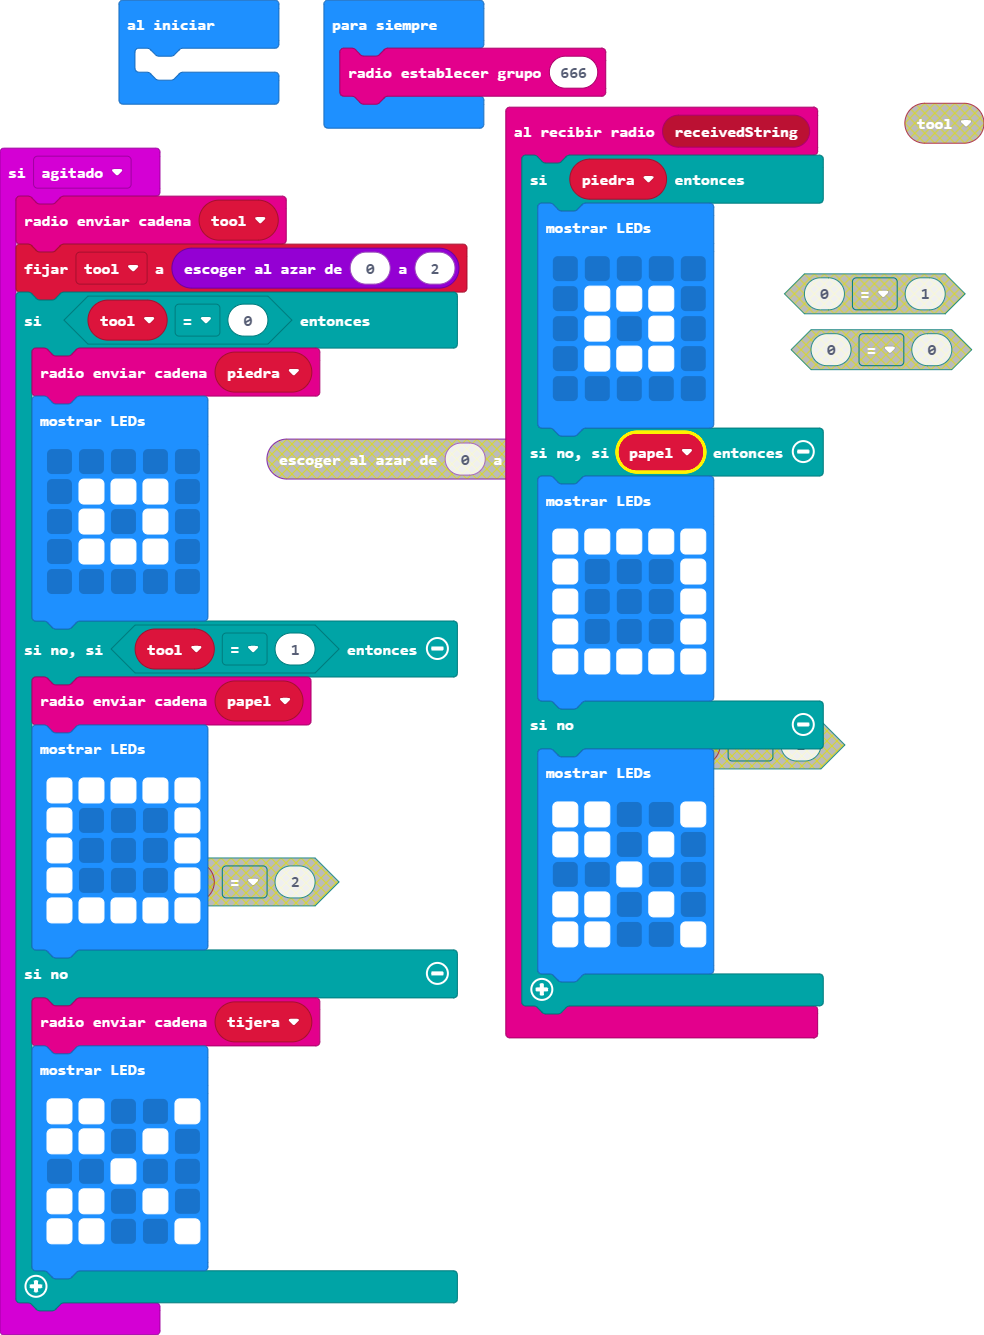 al iniciar
para siempre
radio establecer grupo 666
al recibir radio receivedString
tool
si piedra entonces
mostrar LEDs
si no, si papel entonces
mostrar LEDs
si no
mostrar LEDs
0 = 1
0 = 0
si agitado
radio enviar cadena tool
fijar tool a escoger al azar de 0 a 2
si tool = 0 entonces
radio enviar cadena piedra
mostrar LEDs
escoger al azar de 0 a
si no, si tool = 1 entonces
radio enviar cadena papel
mostrar LEDs
= 2
si no
radio enviar cadena tijera
mostrar LEDs